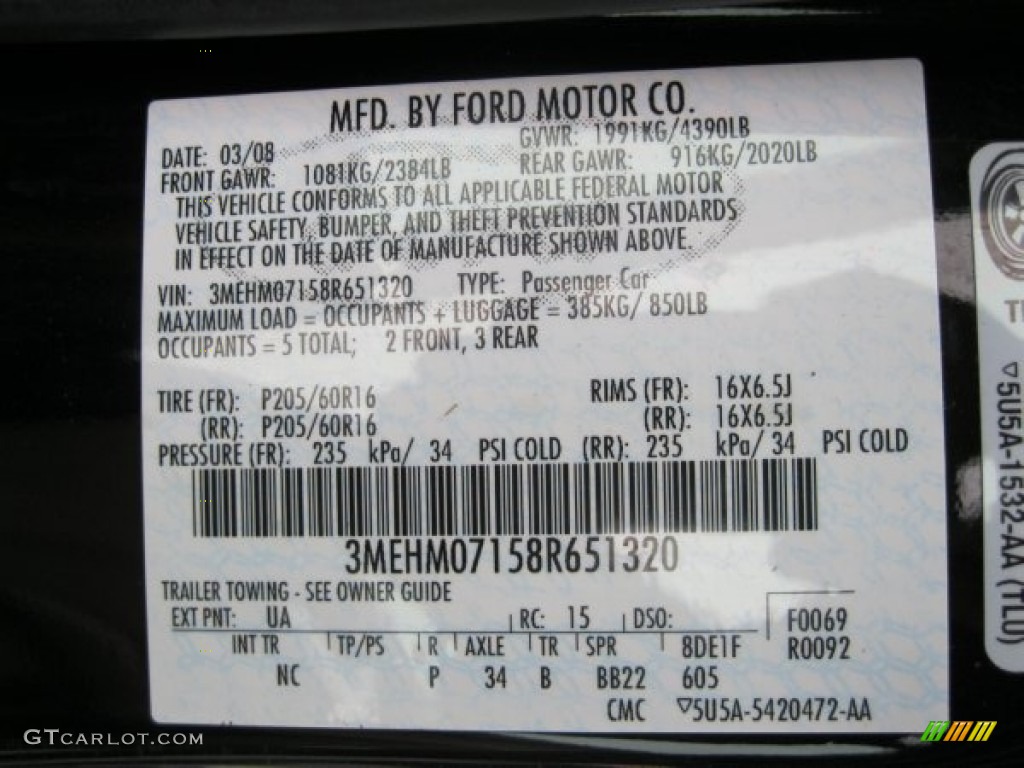 MFD. BY FORD MOTOR CO.
DATE: 03/08 GVWR: 1991KG/4390LB
FRONT GAWR: 1081KG/2384LB REAR GAWR: 916KG/2020LB
THIS VEHICLE CONFORMS TO ALL APPLICABLE FEDERAL MOTOR
VEHICLE SAFETY, BUMPER, AND THEFT PREVENTION STANDARDS
IN EFFECT ON THE DATE OF MANUFACTURE SHOWN ABOVE.
VIN: 3MEHM07158R651320 TYPE: Passenger Car
MAXIMUM LOAD = OCCUPANTS + LUGGAGE = 385KG/ 850LB
OCCUPANTS = 5 TOTAL; 2 FRONT, 3 REAR
TIRE (FR): P205/60R16 RIMS (FR): 16X6.5J
(RR): P205/60R16 (RR): 16X6.5J
PRESSURE (FR): 235 kPa/ 34 PSI COLD (RR): 235 kPa/ 34 PSI COLD
3MEHM07158R651320
TRAILER TOWING - SEE OWNER GUIDE
EXT PNT: UA RC: 15 DSO: F0069
INT TR TP/PS R AXLE TR SPR 8DE1F R0092
NC P 34 B BB22 605
CMC 5U5A-5420472-AA
5U5A-1532-AA (TLU)
GTCARLOT.COM